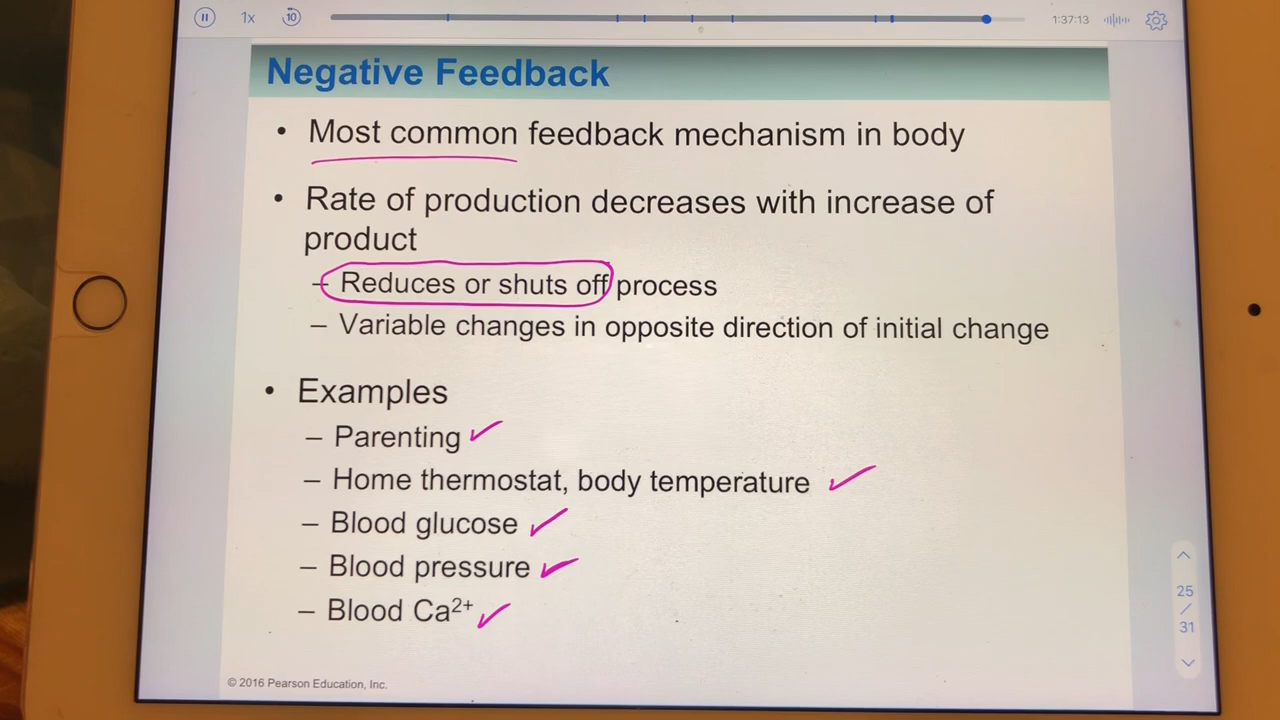 1x
10
1:37:13
Negative Feedback
• Most common feedback mechanism in body
• Rate of production decreases with increase of
product
– Reduces or shuts off process
– Variable changes in opposite direction of initial change
• Examples
– Parenting
– Home thermostat, body temperature
– Blood glucose
– Blood pressure
– Blood Ca²⁺
25
/
31
© 2016 Pearson Education, Inc.